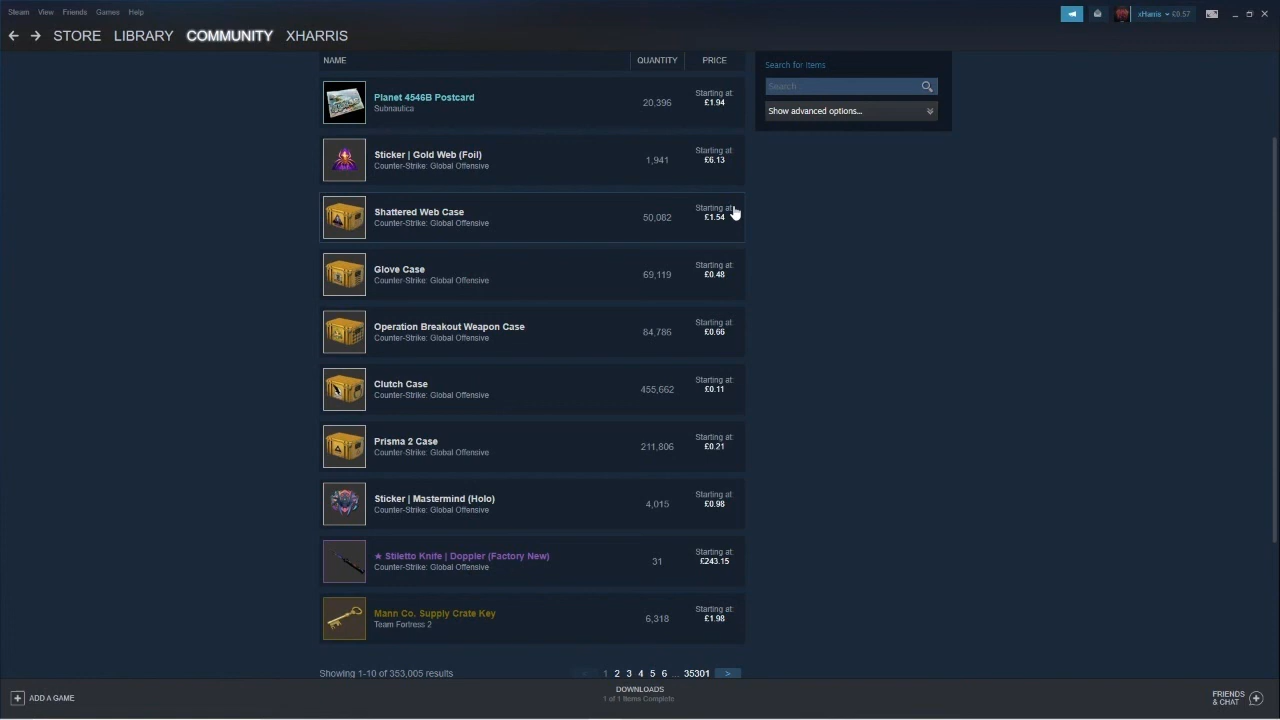 Steam View Friends Games Help
xHarris £0.57
STORE LIBRARY COMMUNITY XHARRIS
NAME QUANTITY PRICE
Planet 4546B Postcard
Subnautica
20,396
Starting at:
£1.94
Sticker | Gold Web (Foil)
Counter-Strike: Global Offensive
1,941
Starting at:
£6.13
Shattered Web Case
Counter-Strike: Global Offensive
50,082
Starting at:
£1.54
Glove Case
Counter-Strike: Global Offensive
69,119
Starting at:
£0.48
Operation Breakout Weapon Case
Counter-Strike: Global Offensive
84,786
Starting at:
£0.66
Clutch Case
Counter-Strike: Global Offensive
455,662
Starting at:
£0.11
Prisma 2 Case
Counter-Strike: Global Offensive
211,806
Starting at:
£0.21
Sticker | Mastermind (Holo)
Counter-Strike: Global Offensive
4,015
Starting at:
£0.98
★ Stiletto Knife | Doppler (Factory New)
Counter-Strike: Global Offensive
31
Starting at:
£243.15
Mann Co. Supply Crate Key
Team Fortress 2
6,318
Starting at:
£1.98
Showing 1-10 of 353,005 results
< 1 2 3 4 5 6 ... 35301 >
Search for Items
Search
Show advanced options...
ADD A GAME
DOWNLOADS
1 of 1 Items Complete
FRIENDS
& CHAT